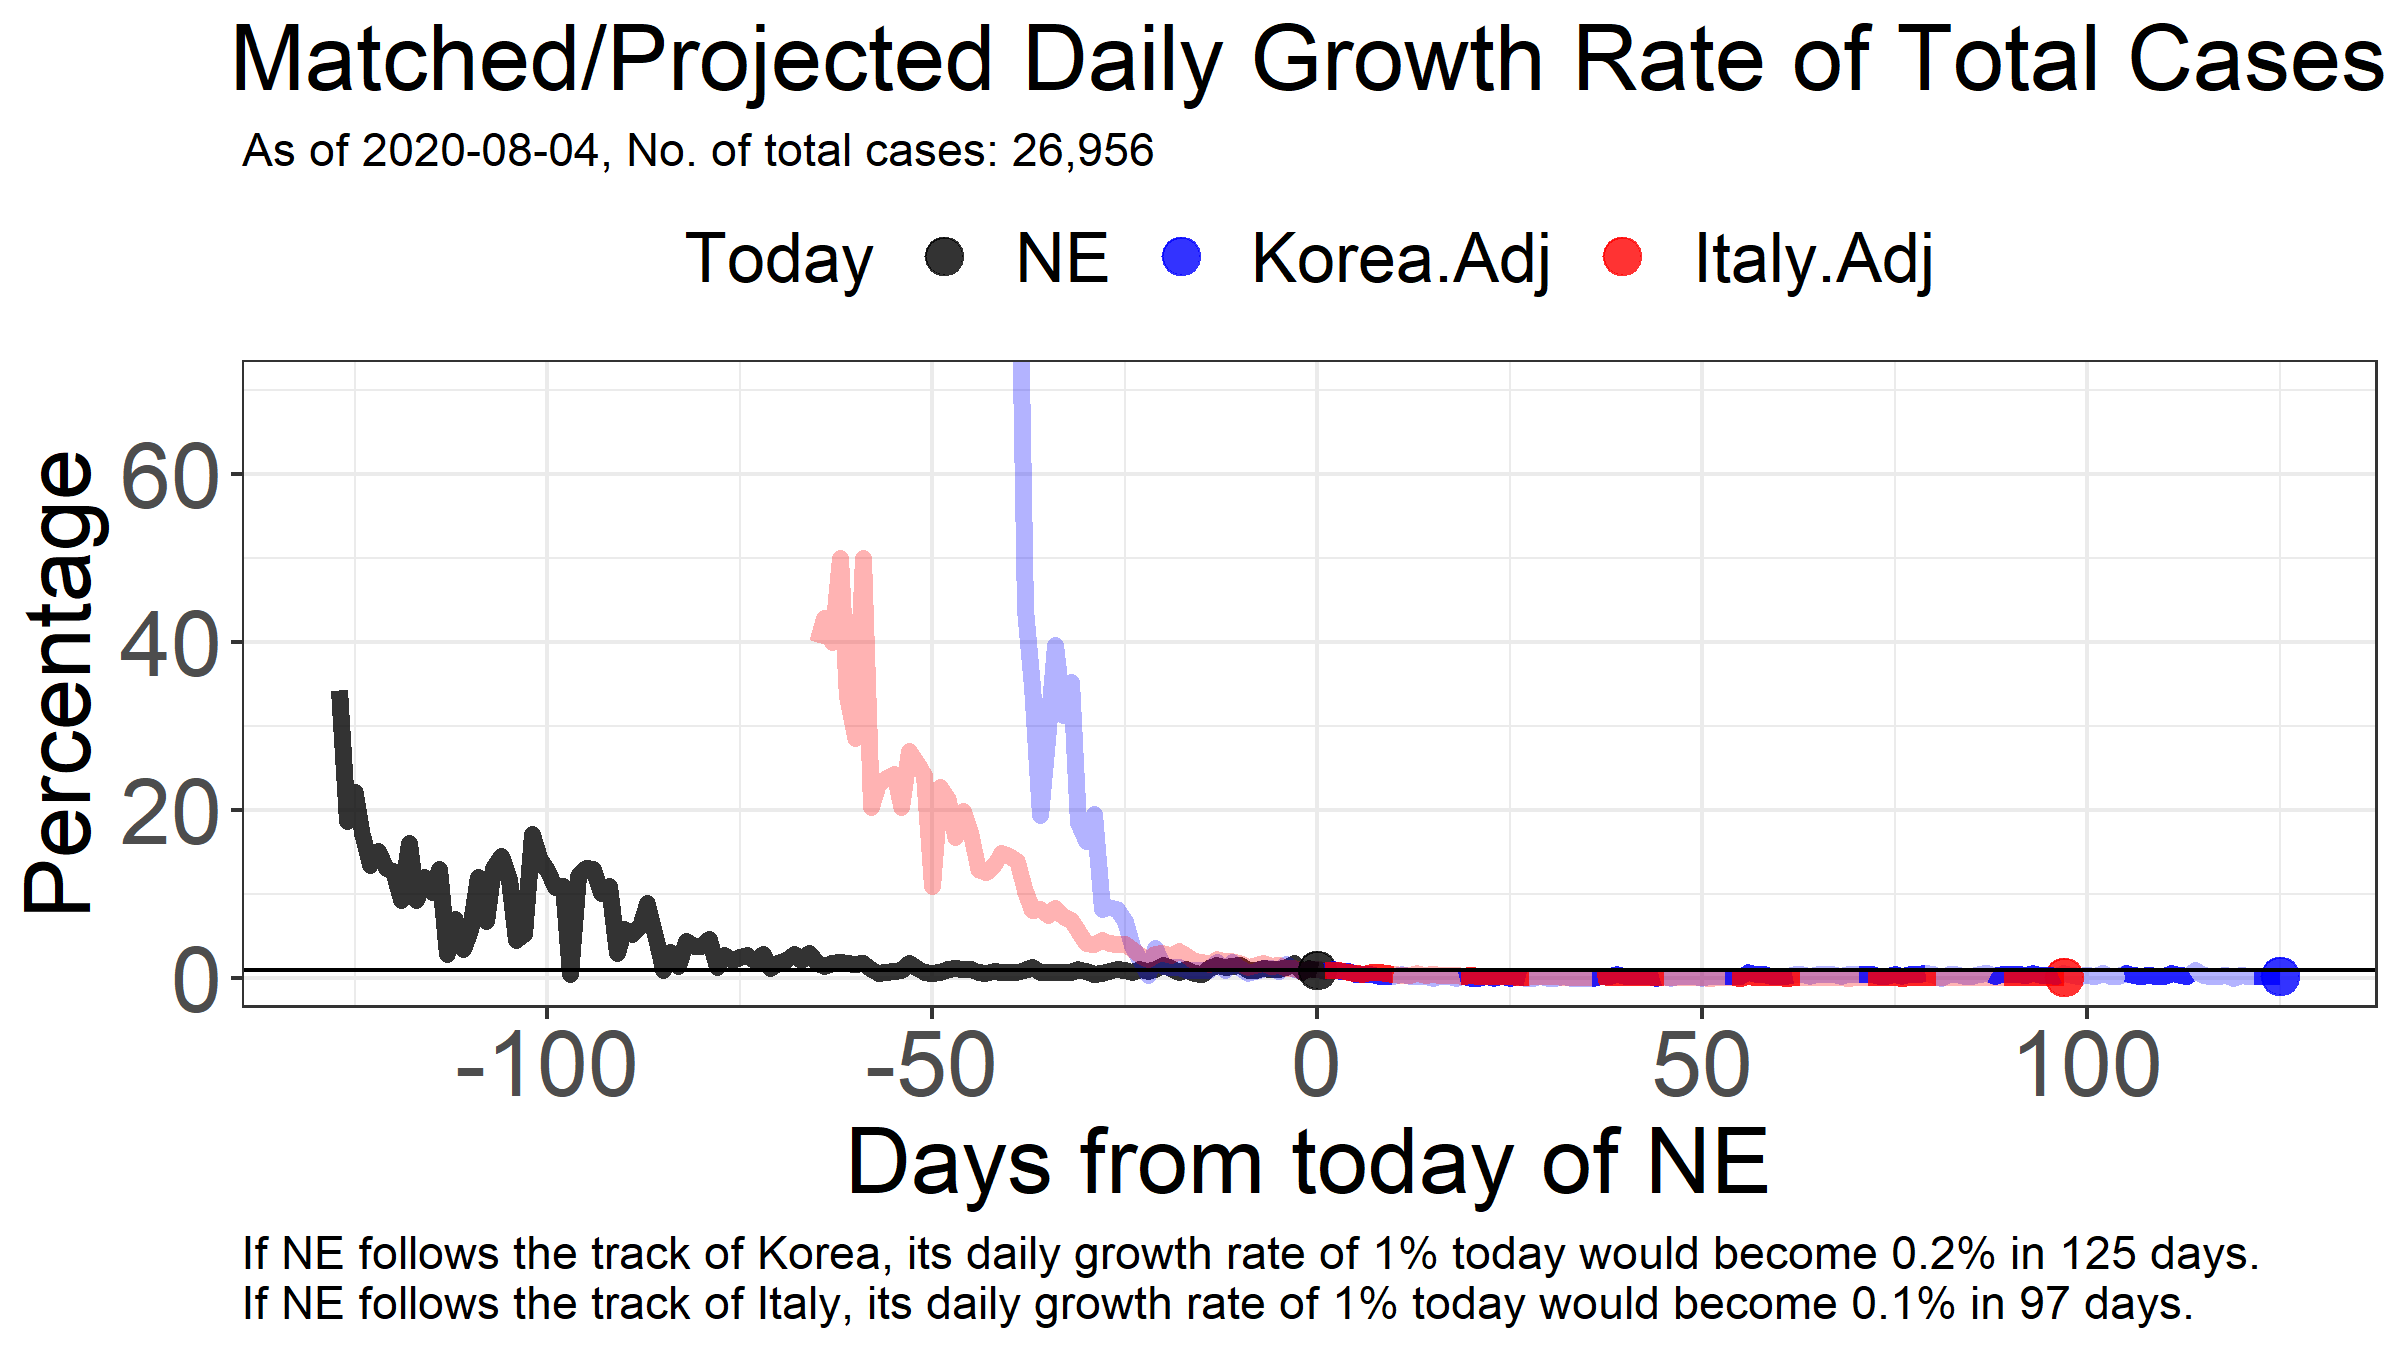 Matched/Projected Daily Growth Rate of Total Cases
As of 2020-08-04, No. of total cases: 26,956
Today NE Korea.Adj Italy.Adj
Percentage
60
40
20
0
-100 -50 0 50 100
Days from today of NE
If NE follows the track of Korea, its daily growth rate of 1% today would become 0.2% in 125 days.
If NE follows the track of Italy, its daily growth rate of 1% today would become 0.1% in 97 days.